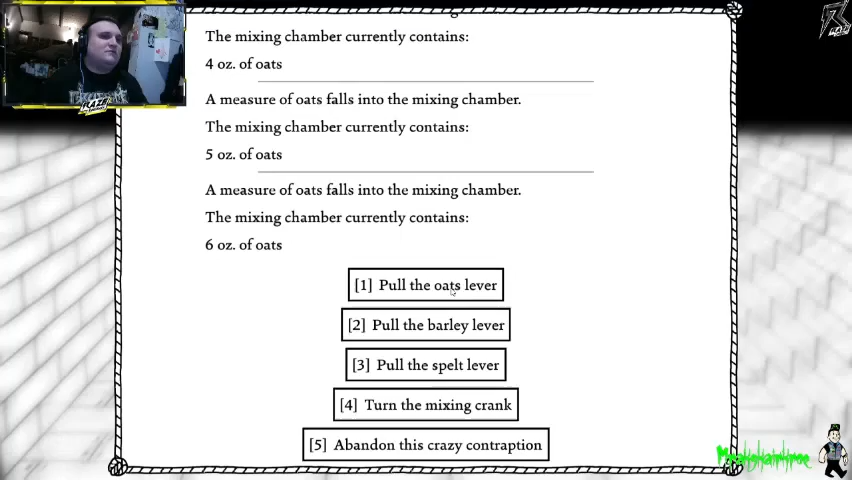 The mixing chamber currently contains:
4 oz. of oats
A measure of oats falls into the mixing chamber.
The mixing chamber currently contains:
5 oz. of oats
A measure of oats falls into the mixing chamber.
The mixing chamber currently contains:
6 oz. of oats
[1] Pull the oats lever
[2] Pull the barley lever
[3] Pull the spelt lever
[4] Turn the mixing crank
[5] Abandon this crazy contraption